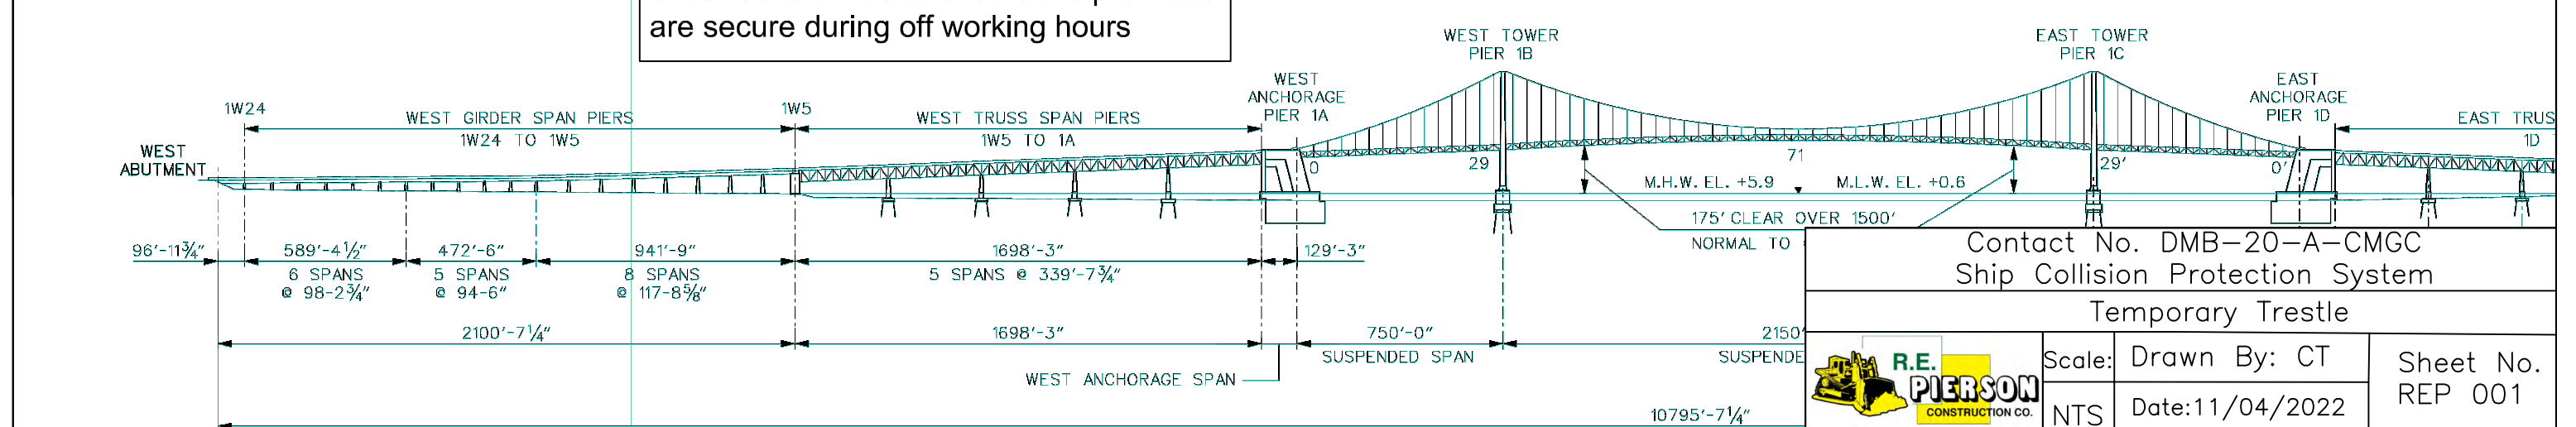 are secure during off working hours
WEST TOWER
PIER 1B
EAST TOWER
PIER 1C
WEST
ANCHORAGE
PIER 1A
EAST
ANCHORAGE
PIER 1D
1W24
WEST GIRDER SPAN PIERS
1W24 TO 1W5
1W5
WEST TRUSS SPAN PIERS
1W5 TO 1A
EAST TRUS
1D
WEST
ABUTMENT
0
29
71
29'
0'
M.H.W. EL. +5.9
M.L.W. EL. +0.6
175' CLEAR OVER 1500'
NORMAL TO
96'-11¾"
589'-4½"
6 SPANS
@ 98-2¾"
472'-6"
5 SPANS
@ 94-6"
941'-9"
8 SPANS
@ 117-8⅝"
1698'-3"
5 SPANS @ 339'-7¾"
129'-3"
2100'-7¼"
1698'-3"
750'-0"
SUSPENDED SPAN
2150'
SUSPENDE
WEST ANCHORAGE SPAN
10795'-7¼"
Contact No. DMB-20-A-CMGC
Ship Collision Protection System
Temporary Trestle
R.E.
PIERSON
CONSTRUCTION CO.
Scale:
NTS
Drawn By: CT
Date:11/04/2022
Sheet No.
REP 001